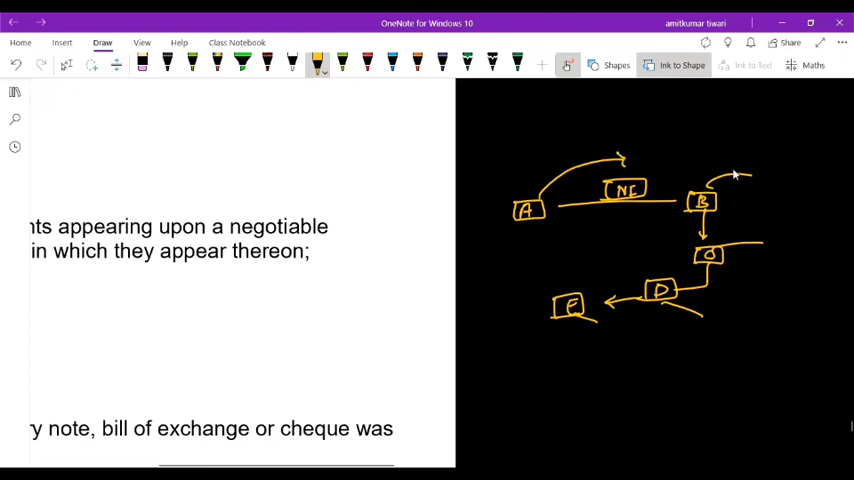 OneNote for Windows 10
amitkumar tiwari
Home Insert Draw View Help Class Notebook
Share
Shapes
Ink to Shape
Ink to Text
Maths
nts appearing upon a negotiable
in which they appear thereon;
ry note, bill of exchange or cheque was
A NI B
D
E